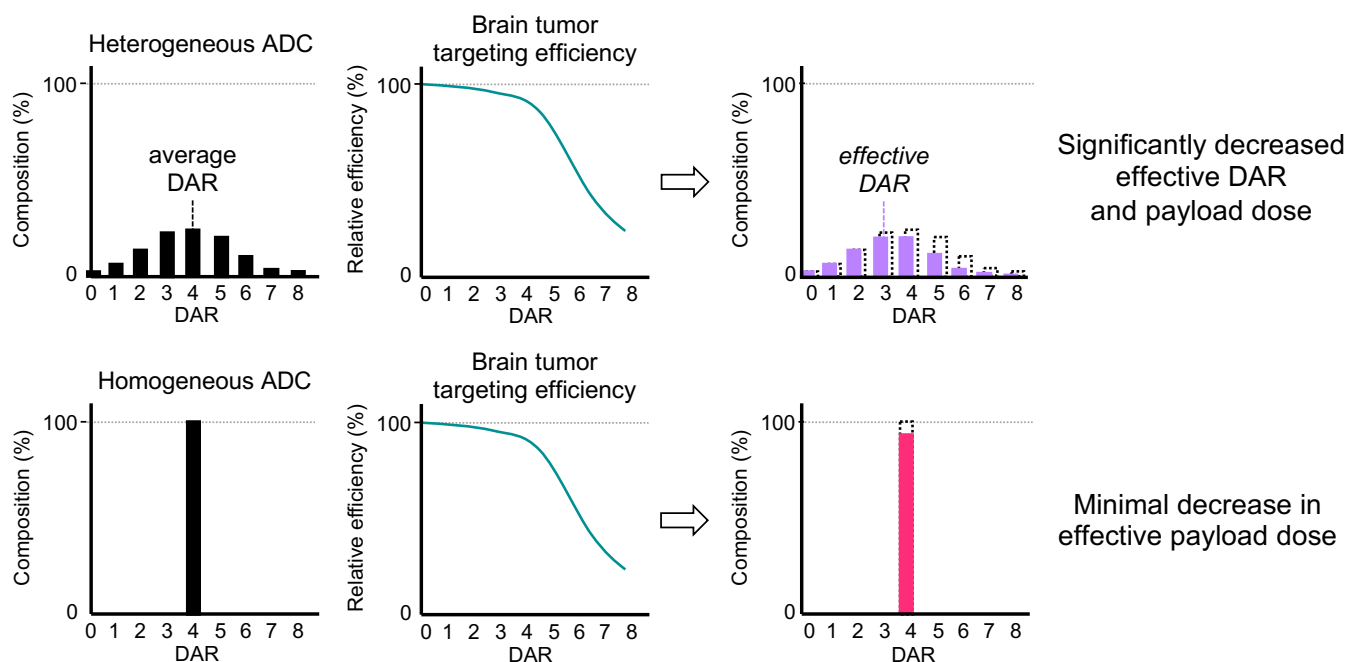 Heterogeneous ADC
Composition (%)
100
0
average
DAR
0 1 2 3 4 5 6 7 8
DAR
Brain tumor
targeting efficiency
Relative efficiency (%)
100
0
0 1 2 3 4 5 6 7 8
DAR
Composition (%)
100
0
effective
DAR
0 1 2 3 4 5 6 7 8
DAR
Significantly decreased
effective DAR
and payload dose
Homogeneous ADC
Composition (%)
100
0
0 1 2 3 4 5 6 7 8
DAR
Brain tumor
targeting efficiency
Relative efficiency (%)
100
0
0 1 2 3 4 5 6 7 8
DAR
Composition (%)
100
0
0 1 2 3 4 5 6 7 8
DAR
Minimal decrease in
effective payload dose